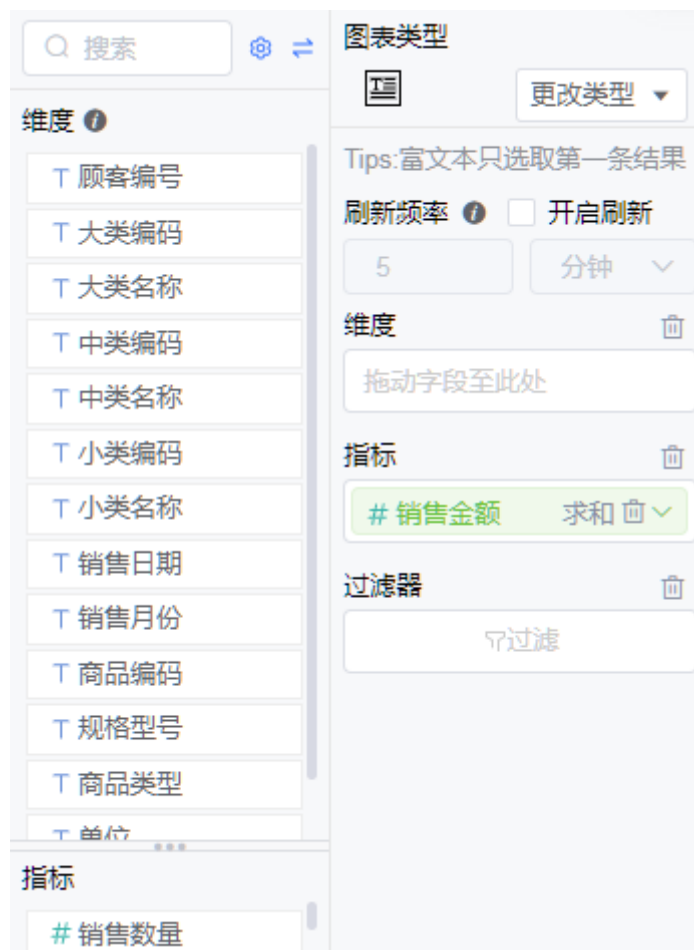 搜索
维度
T 顾客编号
T 大类编码
T 大类名称
T 中类编码
T 中类名称
T 小类编码
T 小类名称
T 销售日期
T 销售月份
T 商品编码
T 规格型号
T 商品类型
T 单位
指标
# 销售数量
图表类型
更改类型
Tips:富文本只选取第一条结果
刷新频率 开启刷新
5 分钟
维度
拖动字段至此处
指标
# 销售金额 求和
过滤器
过滤